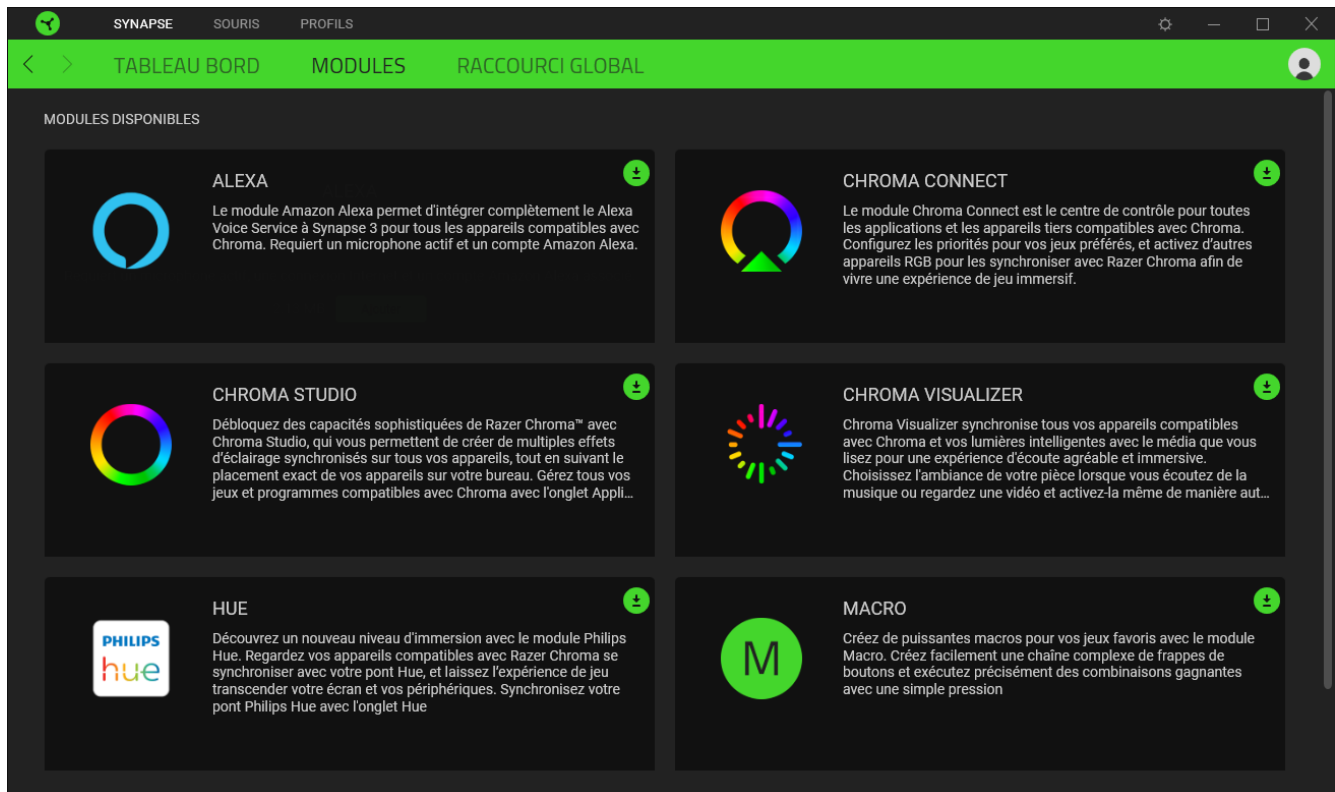 SYNAPSE SOURIS PROFILS
TABLEAU BORD MODULES RACCOURCI GLOBAL
MODULES DISPONIBLES
ALEXA
Le module Amazon Alexa permet d'intégrer complètement le Alexa
Voice Service à Synapse 3 pour tous les appareils compatibles avec
Chroma. Requiert un microphone actif et un compte Amazon Alexa.
CHROMA CONNECT
Le module Chroma Connect est le centre de contrôle pour toutes
les applications et les appareils tiers compatibles avec Chroma.
Configurez les priorités pour vos jeux préférés, et activez d’autres
appareils RGB pour les synchroniser avec Razer Chroma afin de
vivre une expérience de jeu immersif.
CHROMA STUDIO
Débloquez des capacités sophistiquées de Razer Chroma™ avec
Chroma Studio, qui vous permettent de créer de multiples effets
d’éclairage synchronisés sur tous vos appareils, tout en suivant le
placement exact de vos appareils sur votre bureau. Gérez tous vos
jeux et programmes compatibles avec Chroma avec l'onglet Appli...
CHROMA VISUALIZER
Chroma Visualizer synchronise tous vos appareils compatibles
avec Chroma et vos lumières intelligentes avec le média que vous
lisez pour une expérience d'écoute agréable et immersive.
Choisissez l'ambiance de votre pièce lorsque vous écoutez de la
musique ou regardez une vidéo et activez-la même de manière aut...
PHILIPS
hue
HUE
Découvrez un nouveau niveau d'immersion avec le module Philips
Hue. Regardez vos appareils compatibles avec Razer Chroma se
synchroniser avec votre pont Hue, et laissez l’expérience de jeu
transcender votre écran et vos périphériques. Synchronisez votre
pont Philips Hue avec l'onglet Hue
M
MACRO
Créez de puissantes macros pour vos jeux favoris avec le module
Macro. Créez facilement une chaîne complexe de frappes de
boutons et exécutez précisément des combinaisons gagnantes
avec une simple pression